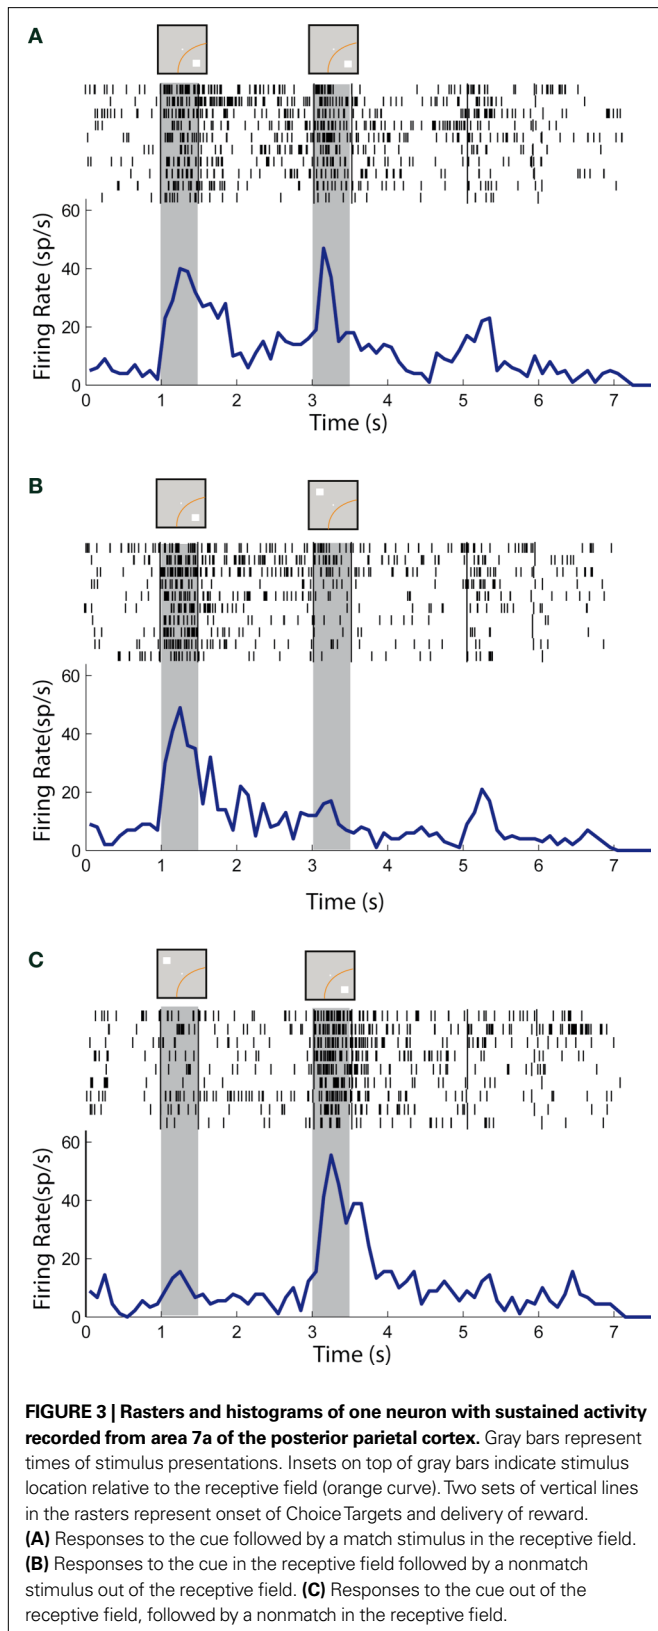 A
60
40
20
0
Firing Rate (sp/s)
0 1 2 3 4 5 6 7
Time (s)
B
60
40
20
0
Firing Rate(sp/s)
0 1 2 3 4 5 6 7
Time (s)
C
60
40
20
0
Firing Rate(sp/s)
0 1 2 3 4 5 6 7
Time (s)
FIGURE 3 | Rasters and histograms of one neuron with sustained activity
recorded from area 7a of the posterior parietal cortex. Gray bars represent
times of stimulus presentations. Insets on top of gray bars indicate stimulus
location relative to the receptive field (orange curve). Two sets of vertical lines
in the rasters represent onset of Choice Targets and delivery of reward.
(A) Responses to the cue followed by a match stimulus in the receptive field.
(B) Responses to the cue in the receptive field followed by a nonmatch
stimulus out of the receptive field. (C) Responses to the cue out of the
receptive field, followed by a nonmatch in the receptive field.